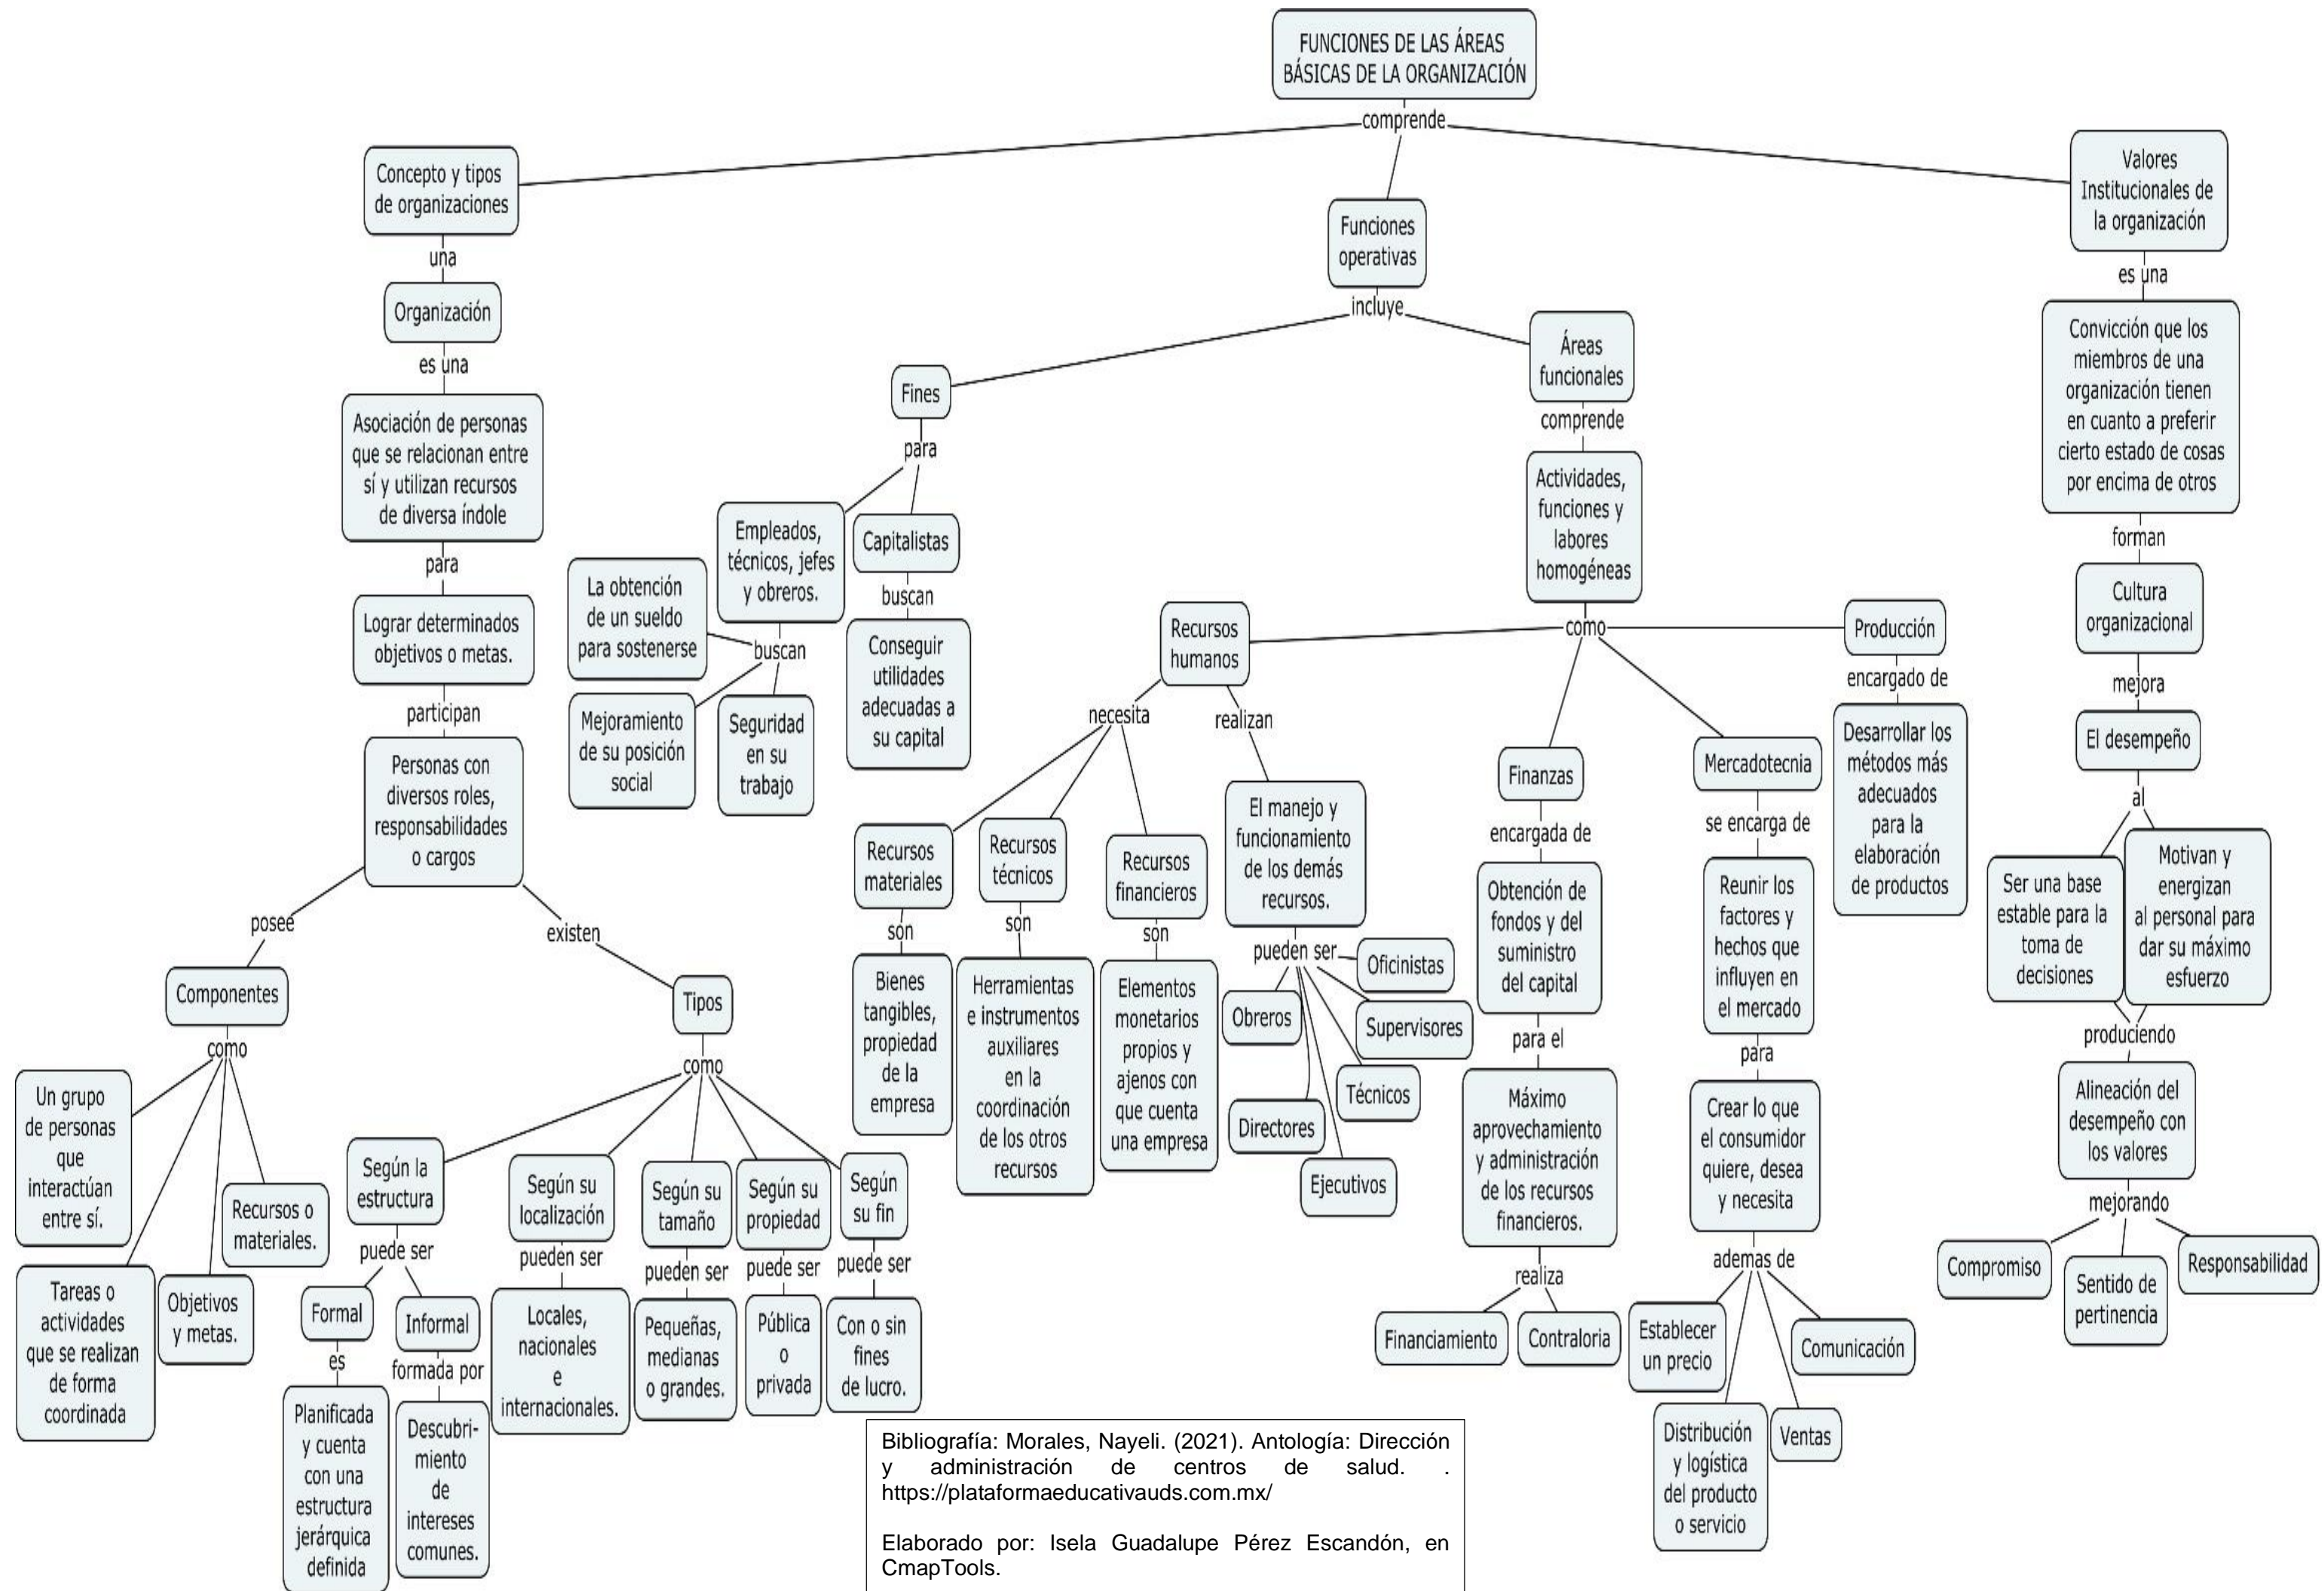 FUNCIONES DE LAS ÁREAS
BÁSICAS DE LA ORGANIZACIÓN
comprende
Concepto y tipos
de organizaciones
una
Organización
es una
Asociación de personas
que se relacionan entre
sí y utilizan recursos
de diversa índole
para
Lograr determinados
objetivos o metas.
participan
Personas con
diversos roles,
responsabilidades
o cargos
posee
Componentes
como
Un grupo
de personas
que
interactúan
entre sí.
Tareas o
actividades
que se realizan
de forma
coordinada
Objetivos
y metas.
Recursos o
materiales.
existen
Tipos
como
Según la
estructura
puede ser
Formal
es
Planificada
y cuenta
con una
estructura
jerárquica
definida
Informal
formada por
Descubri-
miento
de
intereses
comunes.
Según su
localización
pueden ser
Locales,
nacionales
e
internacionales.
Según su
tamaño
pueden ser
Pequeñas,
medianas
o grandes.
Según su
propiedad
puede ser
Pública
o
privada
Según
su fin
puede ser
Con o sin
fines
de lucro.
Funciones
operativas
incluye
Fines
para
Empleados,
técnicos, jefes
y obreros.
buscan
La obtención
de un sueldo
para sostenerse
Mejoramiento
de su posición
social
Seguridad
en su
trabajo
Capitalistas
buscan
Conseguir
utilidades
adecuadas a
su capital
Áreas
funcionales
comprende
Actividades,
funciones y
labores
homogéneas
como
Recursos
humanos
necesita
Recursos
materiales
son
Bienes
tangibles,
propiedad
de la
empresa
Recursos
técnicos
son
Herramientas
e instrumentos
auxiliares
en la
coordinación
de los otros
recursos
Recursos
financieros
son
Elementos
monetarios
propios y
ajenos con
que cuenta
una empresa
realizan
El manejo y
funcionamiento
de los demás
recursos.
pueden ser
Obreros
Directores
Ejecutivos
Técnicos
Supervisores
Oficinistas
Finanzas
encargada de
Obtención de
fondos y del
suministro
del capital
para el
Máximo
aprovechamiento
y administración
de los recursos
financieros.
realiza
Financiamiento
Contraloria
Mercadotecnia
se encarga de
Reunir los
factores y
hechos que
influyen en
el mercado
para
Crear lo que
el consumidor
quiere, desea
y necesita
ademas de
Establecer
un precio
Distribución
y logística
del producto
o servicio
Ventas
Comunicación
Producción
encargado de
Desarrollar los
métodos más
adecuados
para la
elaboración
de productos
Valores
Institucionales de
la organización
es una
Convicción que los
miembros de una
organización tienen
en cuanto a preferir
cierto estado de cosas
por encima de otros
forman
Cultura
organizacional
mejora
El desempeño
al
Ser una base
estable para la
toma de
decisiones
Motivan y
energizan
al personal para
dar su máximo
esfuerzo
produciendo
Alineación del
desempeño con
los valores
mejorando
Compromiso
Sentido de
pertinencia
Responsabilidad
Bibliografía: Morales, Nayeli. (2021). Antología: Dirección
y administración de centros de salud. .
https://plataformaeducativauds.com.mx/
Elaborado por: Isela Guadalupe Pérez Escandón, en
CmapTools.